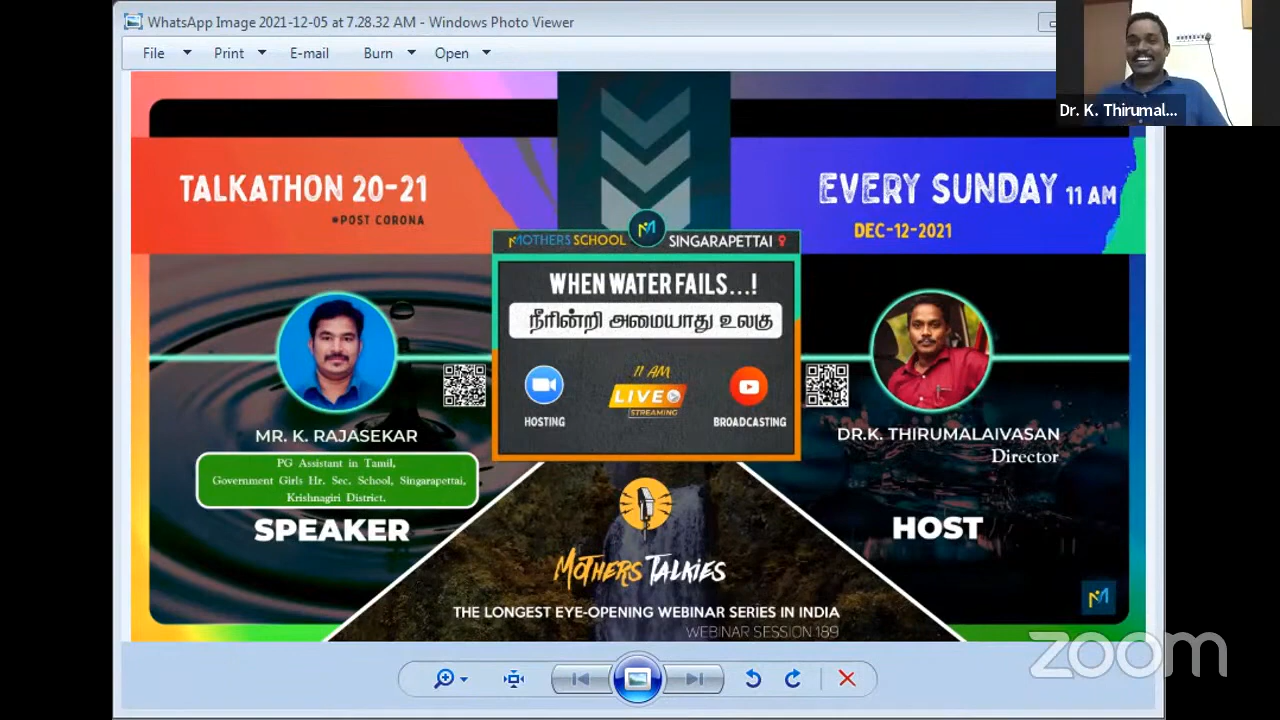 WhatsApp Image 2021-12-05 at 7.28.32 AM - Windows Photo Viewer
File Print E-mail Burn Open
Dr. K. Thirumal...
TALKATHON 20-21
#POST CORONA
EVERY SUNDAY 11 AM
DEC-12-2021
MOTHERS SCHOOL SINGARAPETTAI
WHEN WATER FAILS...!
நீரின்றி அமையாது உலகு
11 AM
LIVE
STREAMING
HOSTING
BROADCASTING
MR. K. RAJASEKAR
PG Assistant in Tamil,
Government Girls Hr. Sec. School, Singarapettai,
Krishnagiri District.
SPEAKER
DR.K. THIRUMALAIVASAN
Director
HOST
MOTHERS TALKIES
THE LONGEST EYE-OPENING WEBINAR SERIES IN INDIA
WEBINAR SESSION 189
zoom